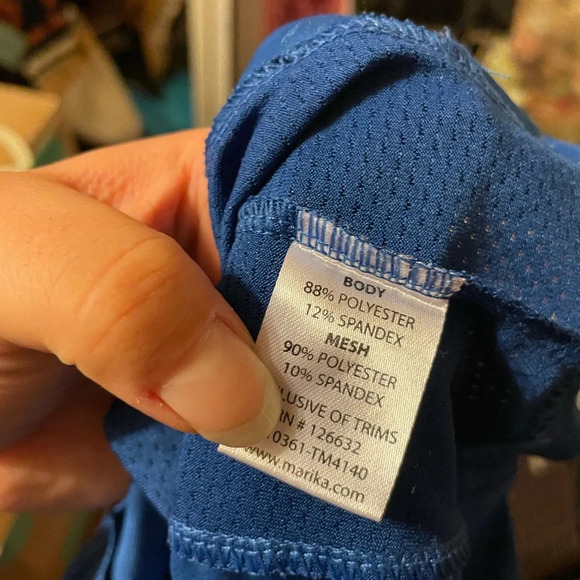 BODY
88% POLYESTER
12% SPANDEX
MESH
90% POLYESTER
10% SPANDEX
LUSIVE OF TRIMS
RN # 126632
0361-TM4140
www.marika.com